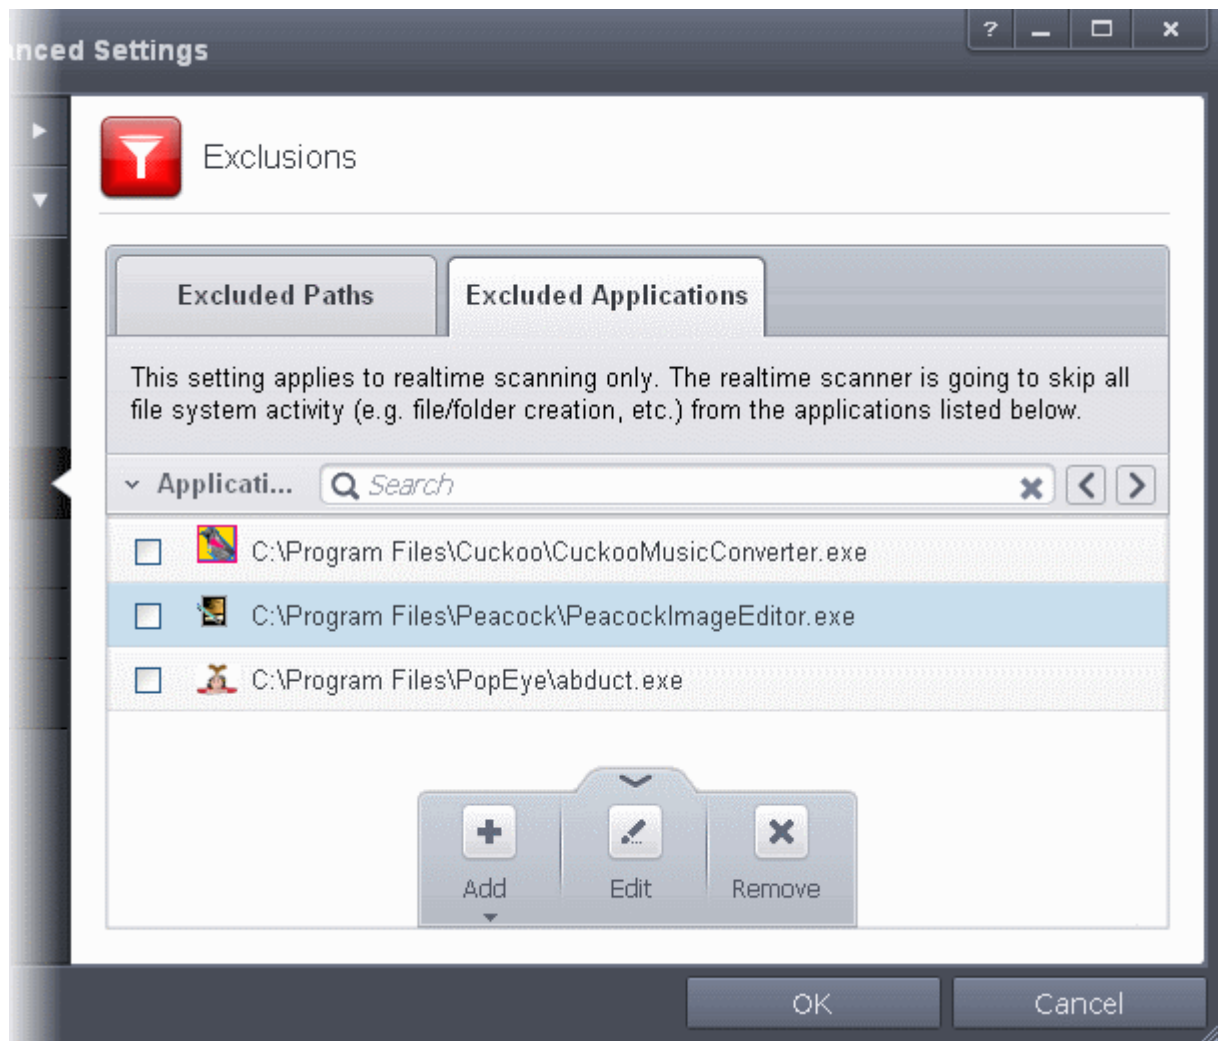 nced Settings
?
Exclusions
Excluded Paths
Excluded Applications
This setting applies to realtime scanning only. The realtime scanner is going to skip all
file system activity (e.g. file/folder creation, etc.) from the applications listed below.
Applicati...
Search
C:\Program Files\Cuckoo\CuckooMusicConverter.exe
C:\Program Files\Peacock\PeacockImageEditor.exe
C:\Program Files\PopEye\abduct.exe
Add
Edit
Remove
OK
Cancel